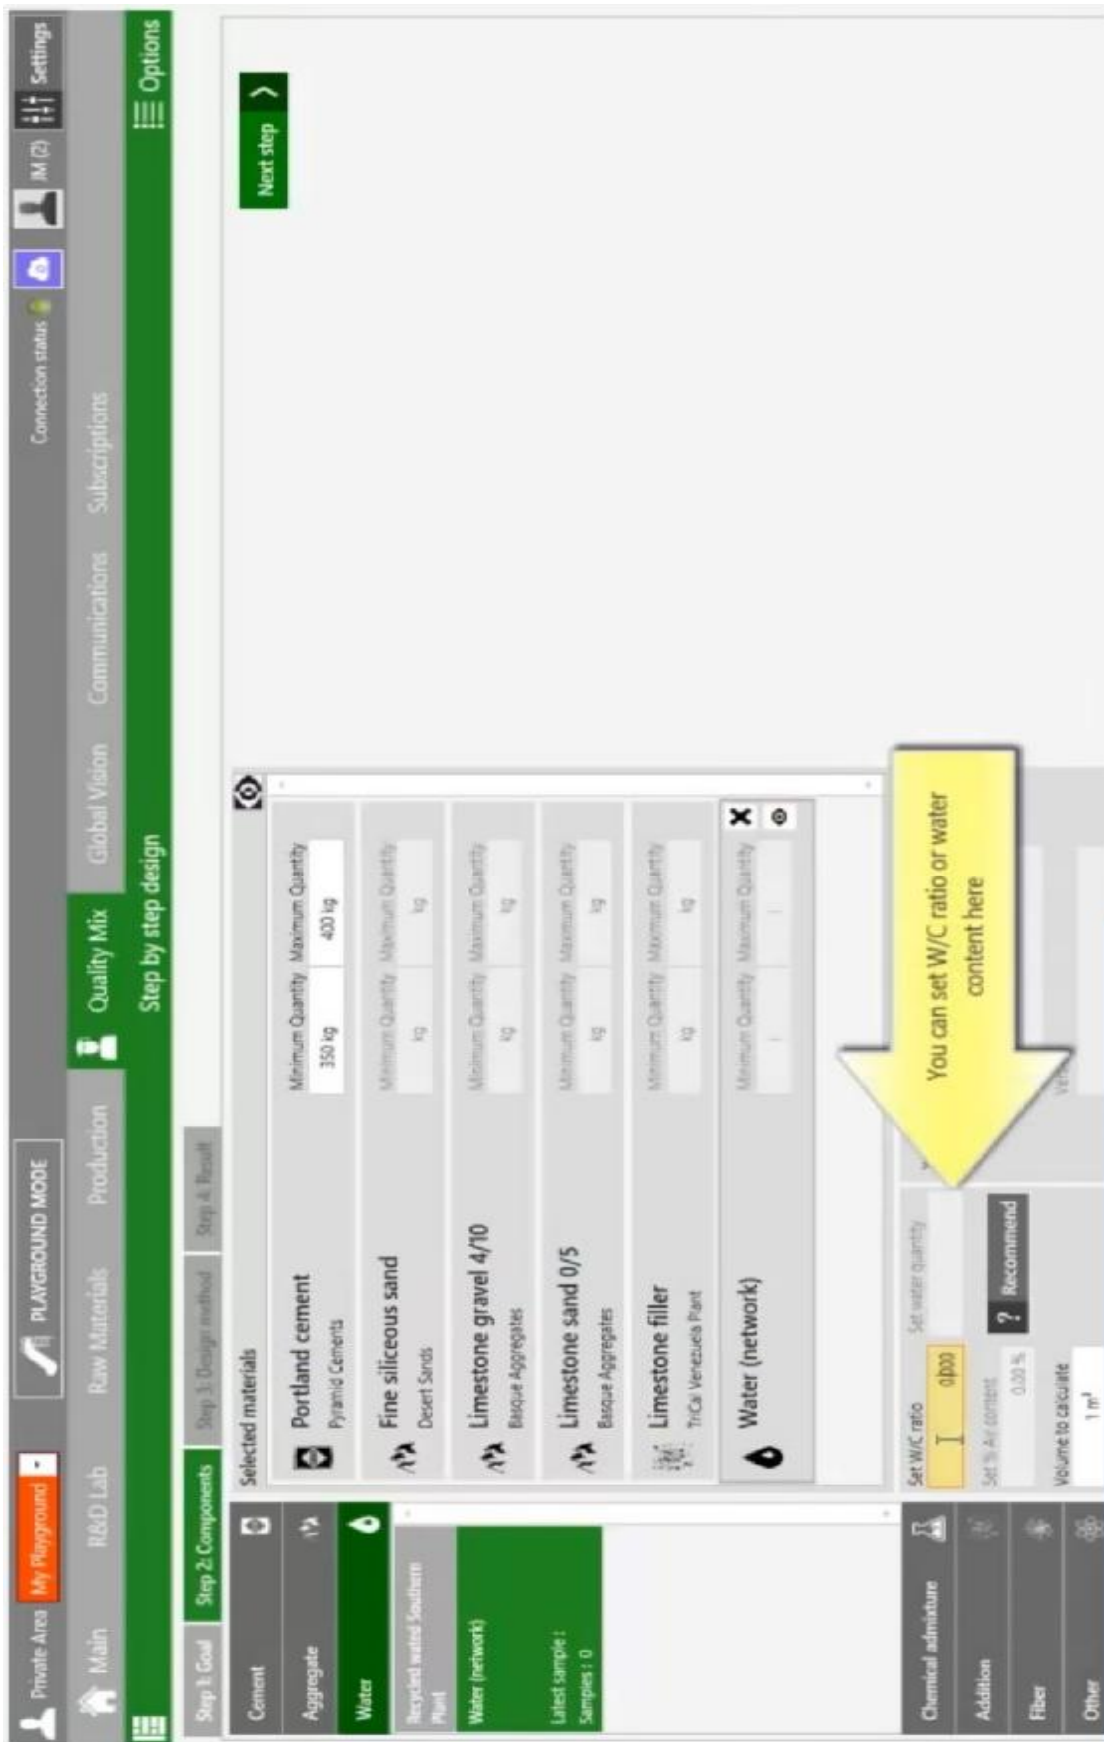 Private Area
My Playground
PLAYGROUND MODE
Connection status
JM (2)
Settings
Main
R&D Lab
Raw Materials
Production
Quality Mix
Global Vision
Communications
Subscriptions
Step by step design
Options
Step 1: Goal
Step 2: Components
Step 3: Design method
Step 4: Result
Next step
Cement
Aggregate
Water
Recycled water Southern
Plant
Water (network)
Latest sample :
Samples : 0
Chemical admixture
Addition
Fiber
Other
Selected materials
Portland cement
Pyramid Cements
Minimum Quantity
Maximum Quantity
350 kg
400 kg
Fine siliceous sand
Desert Sands
Minimum Quantity
Maximum Quantity
kg
kg
Limestone gravel 4/10
Basque Aggregates
Minimum Quantity
Maximum Quantity
kg
kg
Limestone sand 0/5
Basque Aggregates
Minimum Quantity
Maximum Quantity
kg
kg
Limestone filler
TriCal Venezuela Plant
Minimum Quantity
Maximum Quantity
kg
kg
Water (network)
Minimum Quantity
Maximum Quantity
l
l
Set W/C ratio
Set water quantity
0,000
Set % Air content
0.00 %
? Recommend
Volume to calculate
1 m³
You can set W/C ratio or water
content here